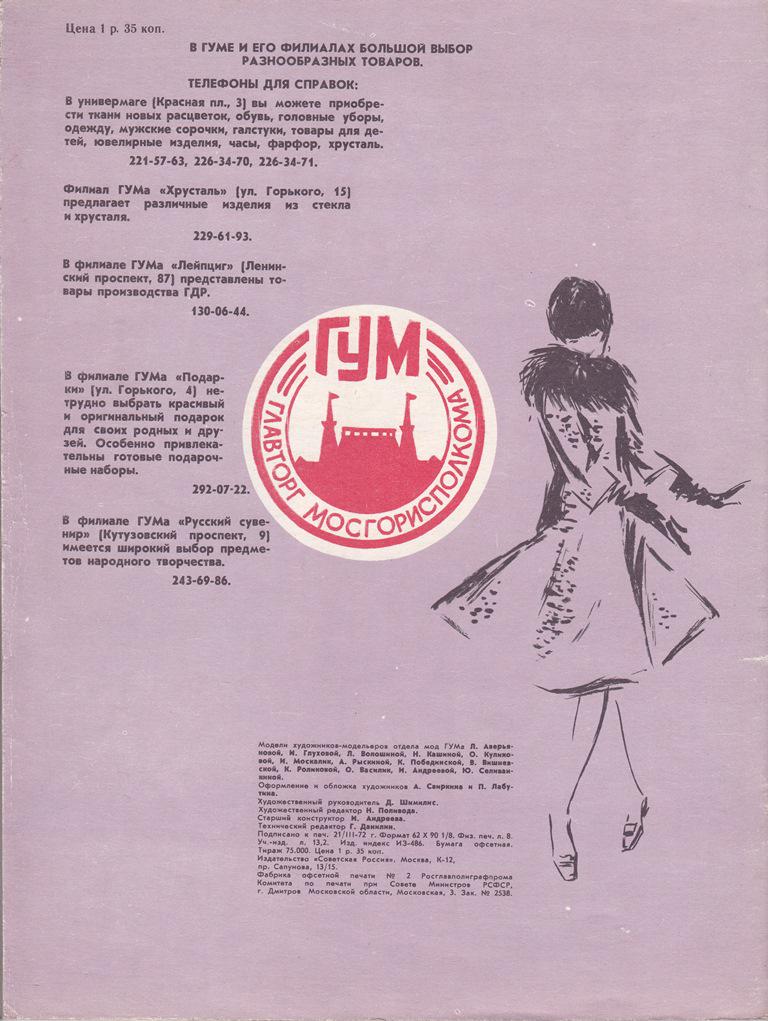 Цена 1 р. 35 коп.
В ГУМЕ И ЕГО ФИЛИАЛАХ БОЛЬШОЙ ВЫБОР
РАЗНООБРАЗНЫХ ТОВАРОВ.
ТЕЛЕФОНЫ ДЛЯ СПРАВОК:
В универмаге (Красная пл., 3) вы можете приобре-
сти ткани новых расцветок, обувь, головные уборы,
одежду, мужские сорочки, галстуки, товары для де-
тей, ювелирные изделия, часы, фарфор, хрусталь.
221-57-63, 226-34-70, 226-34-71.
Филиал ГУМа «Хрусталь» (ул. Горького, 15)
предлагает различные изделия из стекла
и хрусталя.
229-61-93.
В филиале ГУМа «Лейпциг» (Ленин-
ский проспект, 87) представлены то-
вары производства ГДР.
130-06-44.
В филиале ГУМа «Подар-
ки» (ул. Горького, 4) не-
трудно выбрать красивый
и оригинальный подарок
для своих родных и дру-
зей. Особенно привлека-
тельны готовые подароч-
ные наборы.
292-07-22.
В филиале ГУМа «Русский суве-
нир» (Кутузовский проспект, 9)
имеется широкий выбор предме-
тов народного творчества.
243-69-86.
ГУМ
ГЛАВТОРГ МОСГОРИСПОЛКОМА
Модели художников-модельеров отдела мод ГУМа Л. Аверья-
новой, И. Глуховой, Л. Волошиной, Н. Кашиной, О. Кулико-
вой, И. Москалик, А. Рыскиной, К. Победимской, В. Вишнев-
ской, К. Роликовой, О. Василик, И. Андреевой, Ю. Селива-
ниной.
Оформление и обложка художников А. Свиркина и П. Лабу-
тина.
Художественный руководитель Д. Шимилис.
Художественный редактор Н. Поливода.
Старший конструктор И. Андреева.
Технический редактор Г. Данилин.
Подписано к печ. 21/III-72 г. Формат 62 X 90 1/8. Физ. печ. л. 8.
Уч.-изд. л. 13,2. Изд. индекс ИЗ-486. Бумага офсетная.
Тираж 75.000. Цена 1 р. 35 коп.
Издательство «Советская Россия». Москва, К-12,
пр. Сапунова, 13/15.
Фабрика офсетной печати № 2 Росглавполиграфпрома
Комитета по печати при Совете Министров РСФСР,
г. Дмитров Московской области, Московская, 3. Зак. № 2538.